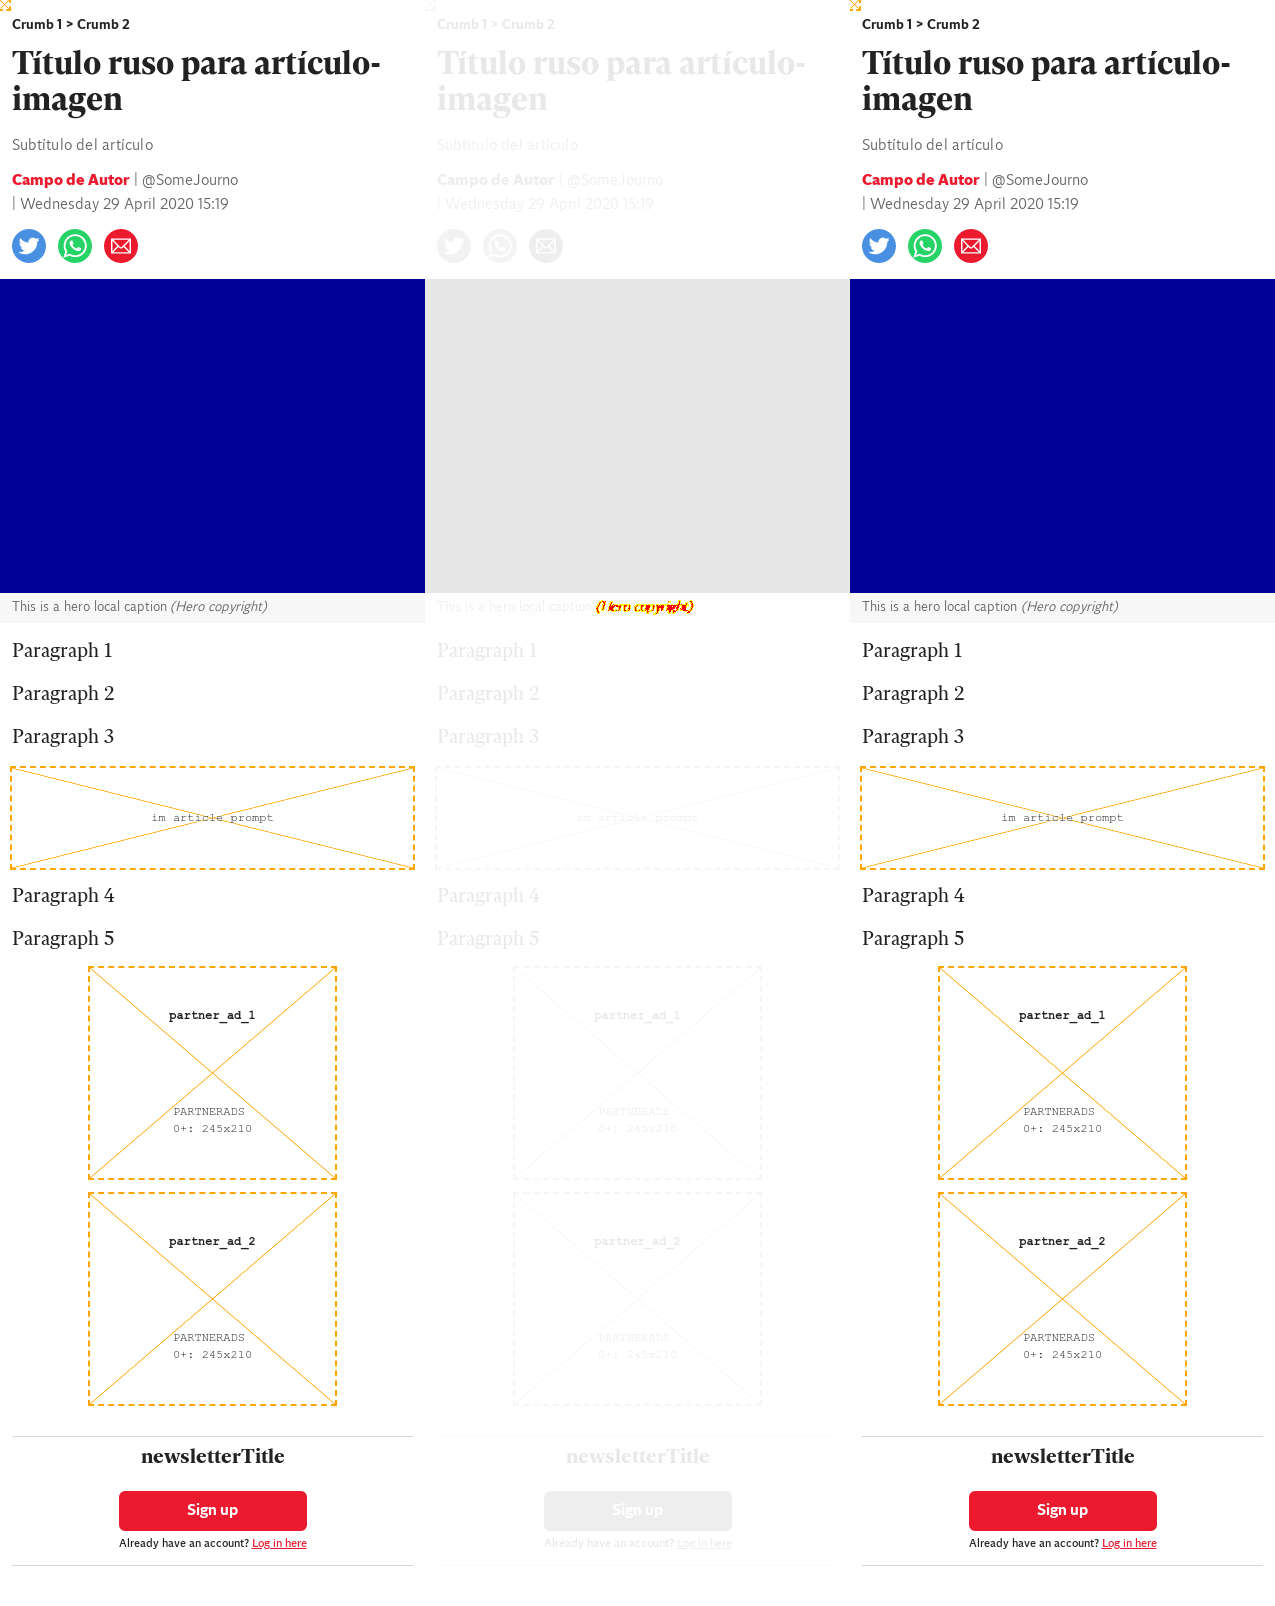 Crumb 1 > Crumb 2
Título ruso para artículo-
imagen
Subtítulo del artículo
Campo de Autor | @SomeJourno
| Wednesday 29 April 2020 15:19
This is a hero local caption (Hero copyright)
Paragraph 1
Paragraph 2
Paragraph 3
im article prompt
Paragraph 4
Paragraph 5
partner_ad_1
PARTNERADS
0+: 245x210
partner_ad_2
PARTNERADS
0+: 245x210
newsletterTitle
Sign up
Already have an account? Log in here
Crumb 1 > Crumb 2
Título ruso para artículo-
imagen
Subtítulo del artículo
Campo de Autor | @SomeJourno
| Wednesday 29 April 2020 15:19
This is a hero local caption (Hero copyright)
Paragraph 1
Paragraph 2
Paragraph 3
im article prompt
Paragraph 4
Paragraph 5
partner_ad_1
PARTNERADS
0+: 245x210
partner_ad_2
PARTNERADS
0+: 245x210
newsletterTitle
Sign up
Already have an account? Log in here
Crumb 1 > Crumb 2
Título ruso para artículo-
imagen
Subtítulo del artículo
Campo de Autor | @SomeJourno
| Wednesday 29 April 2020 15:19
This is a hero local caption (Hero copyright)
Paragraph 1
Paragraph 2
Paragraph 3
im article prompt
Paragraph 4
Paragraph 5
partner_ad_1
PARTNERADS
0+: 245x210
partner_ad_2
PARTNERADS
0+: 245x210
newsletterTitle
Sign up
Already have an account? Log in here